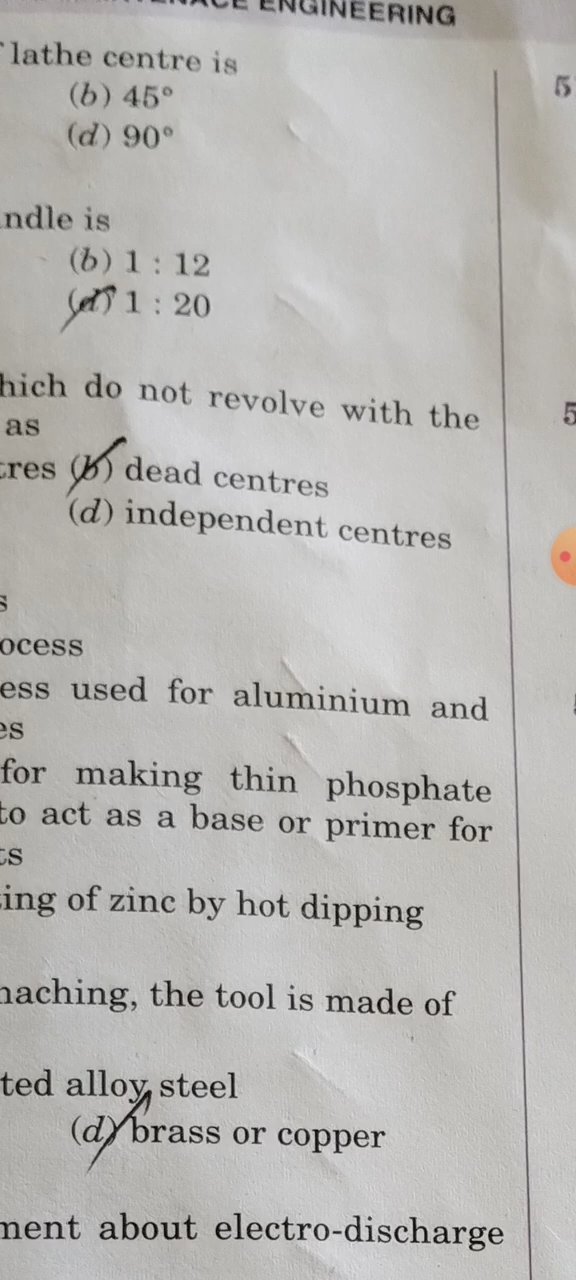 ENGINEERING
lathe centre is
(b) 45°
(d) 90°
ndle is
(b) 1 : 12
(d) 1 : 20
hich do not revolve with the
as
tres (b) dead centres
(d) independent centres
s
ocess
ess used for aluminium and
es
for making thin phosphate
to act as a base or primer for
ts
ing of zinc by hot dipping
naching, the tool is made of
ted alloy steel
(d) brass or copper
ment about electro-discharge
5
5